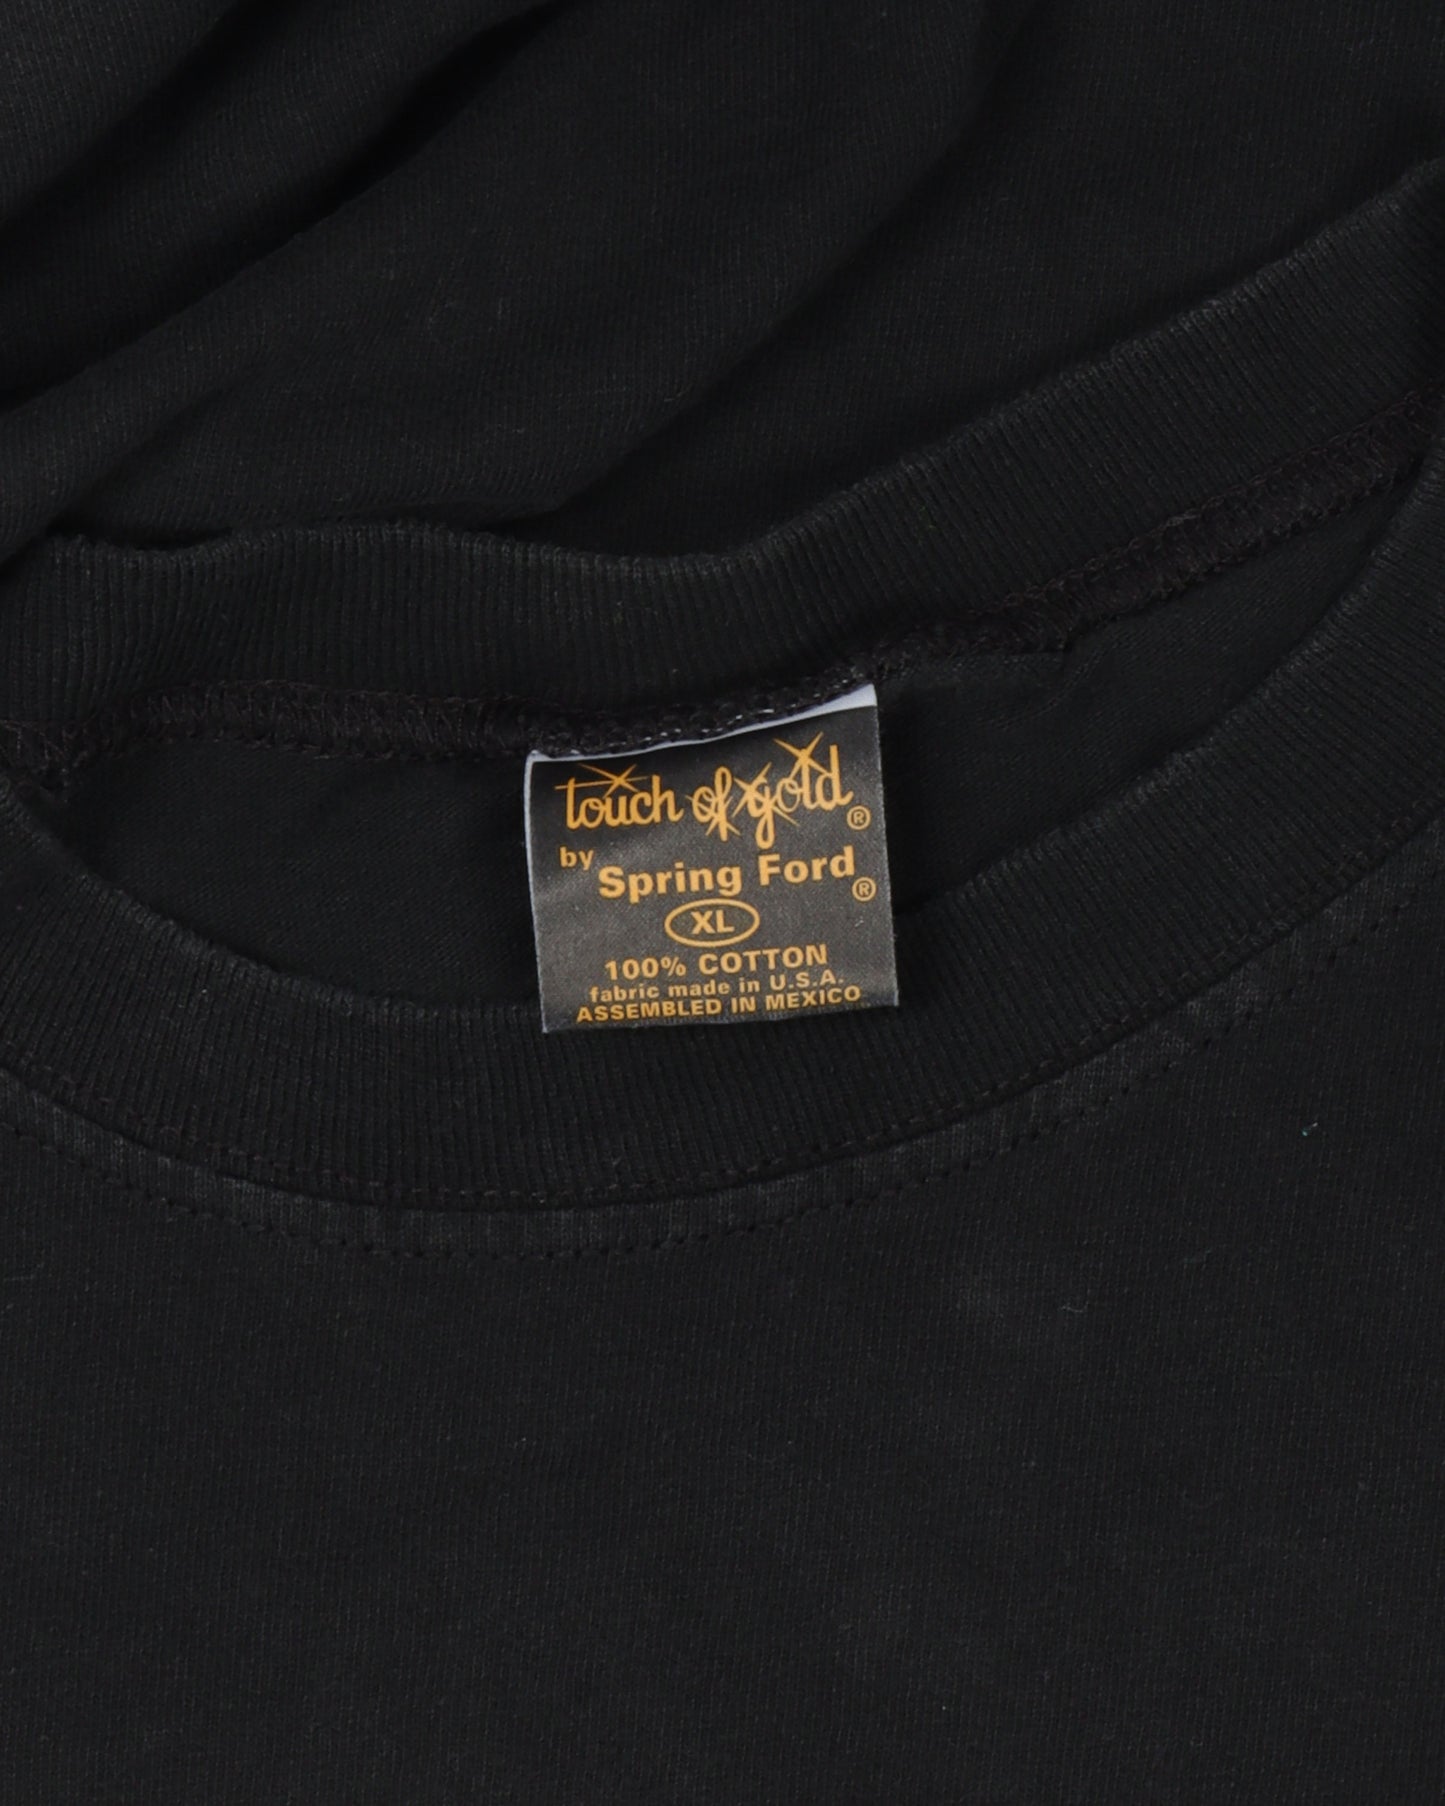 touch of gold®
by Spring Ford®
XL
100% COTTON
fabric made in U.S.A.
ASSEMBLED IN MEXICO